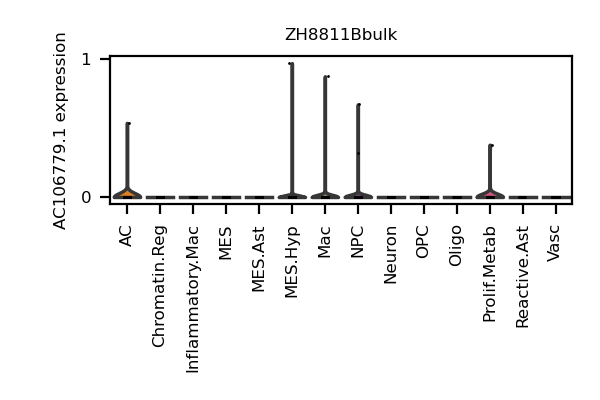 ZH8811Bbulk
AC106779.1 expression
1
0
AC
Chromatin.Reg
Inflammatory.Mac
MES
MES.Ast
MES.Hyp
Mac
NPC
Neuron
OPC
Oligo
Prolif.Metab
Reactive.Ast
Vasc